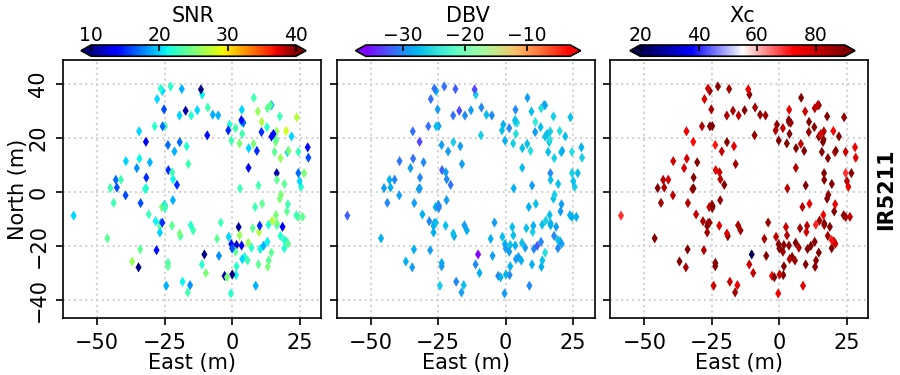 SNR DBV Xc
10 20 30 40 −30 −20 −10 20 40 60 80
40
20
0
−20
−40
North (m)
−50 −25 0 25 −50 −25 0 25 −50 −25 0 25
East (m) East (m) East (m)
IR5211